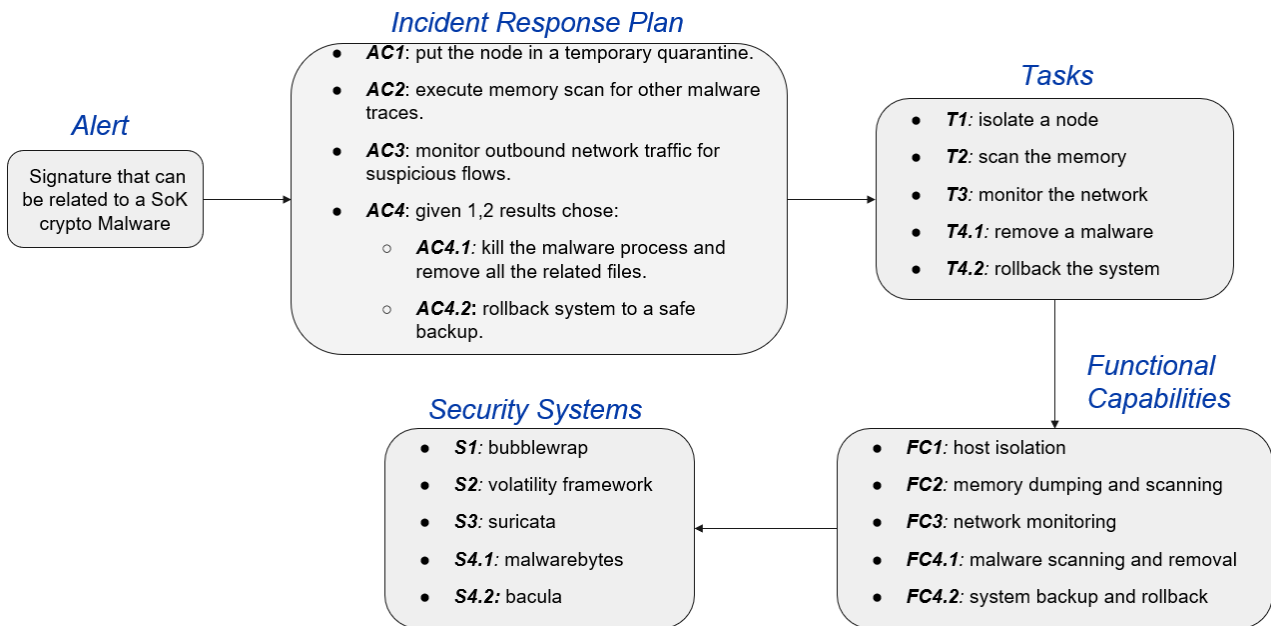 Incident Response Plan
● AC1: put the node in a temporary quarantine.
● AC2: execute memory scan for other malware
traces.
● AC3: monitor outbound network traffic for
suspicious flows.
● AC4: given 1,2 results chose:
○ AC4.1: kill the malware process and
remove all the related files.
○ AC4.2: rollback system to a safe
backup.
Alert
Signature that can
be related to a SoK
crypto Malware
Tasks
● T1: isolate a node
● T2: scan the memory
● T3: monitor the network
● T4.1: remove a malware
● T4.2: rollback the system
Functional
Capabilities
● FC1: host isolation
● FC2: memory dumping and scanning
● FC3: network monitoring
● FC4.1: malware scanning and removal
● FC4.2: system backup and rollback
Security Systems
● S1: bubblewrap
● S2: volatility framework
● S3: suricata
● S4.1: malwarebytes
● S4.2: bacula